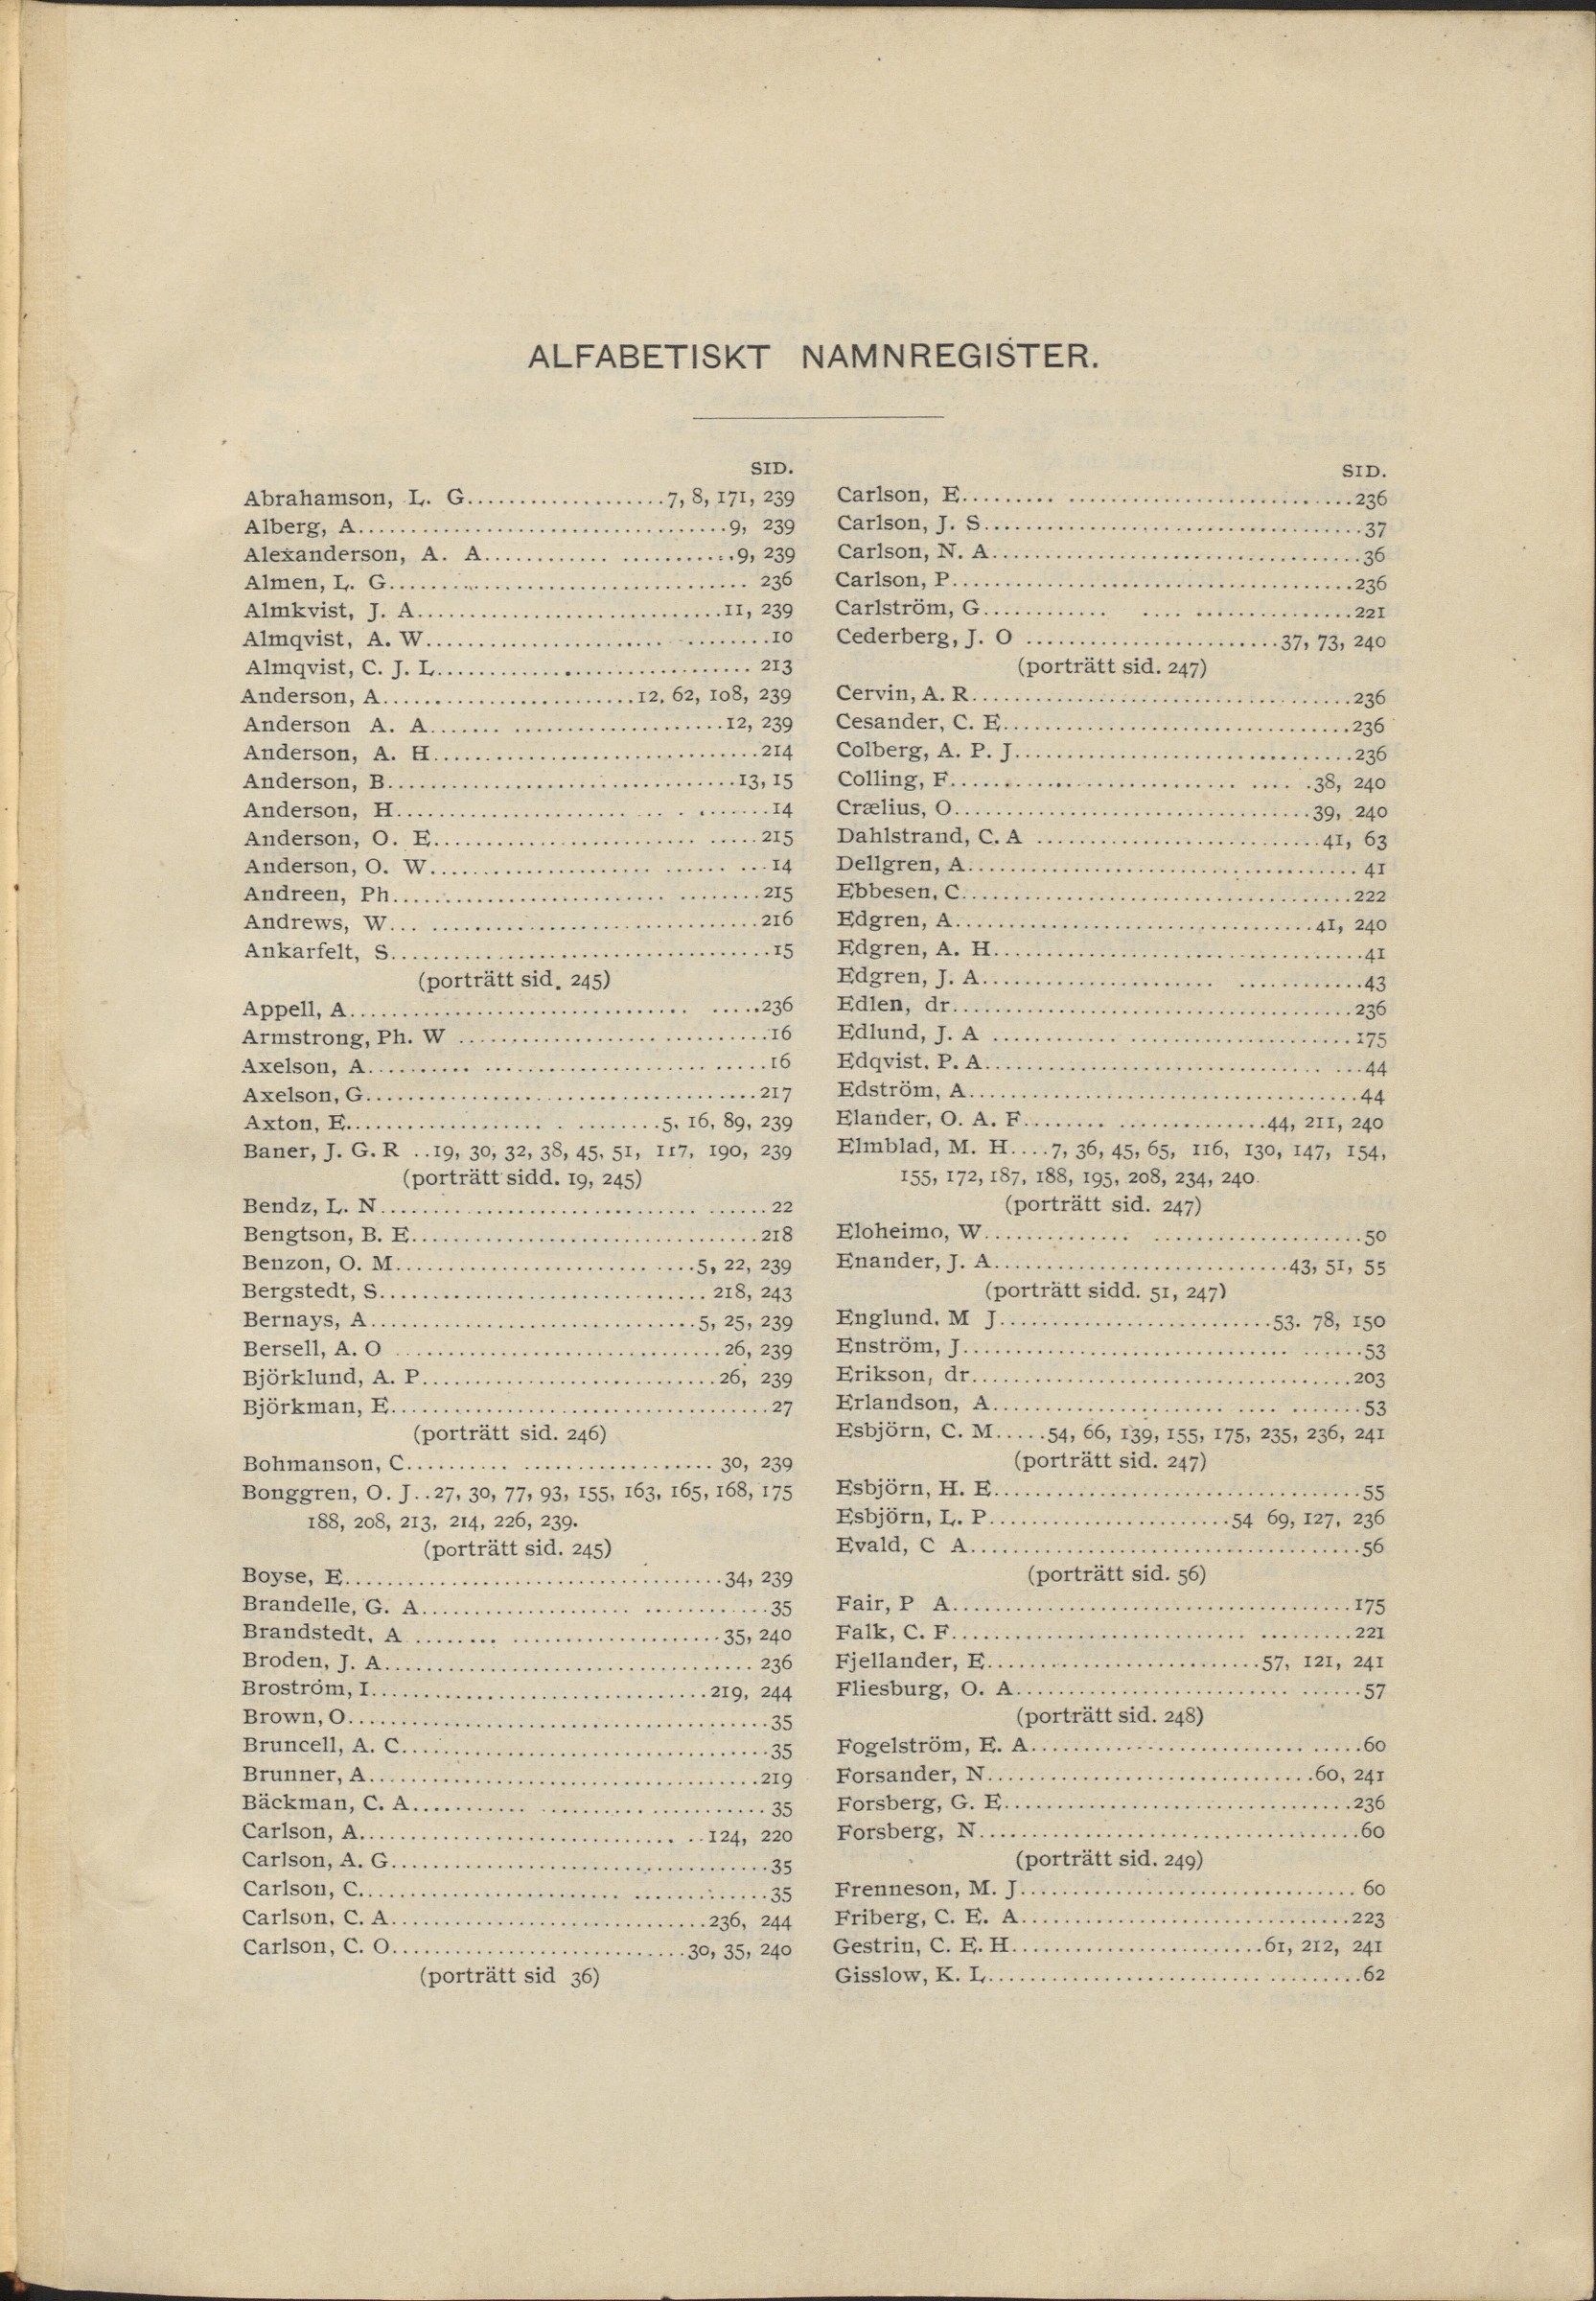 ALFABETISKT NAMNREGISTER.
SID.
Abrahamson, L. G...................7, 8, 171, 239
Alberg, A...................................9, 239
Alexanderson, A. A............ ...........9, 239
Almen, L. G.................................. 236
Almkvist, J. A.............................11, 239
Almqvist, A. W...................... .........10
Almqvist, C. J. L.............................. 213
Anderson, A........................12, 62, 108, 239
Anderson A. A....... ....................12, 239
Anderson, A. H...............................214
Anderson, B.................................13, 15
Anderson, H......................... . .......14
Anderson, O. E......................... .....215
Anderson, O. W..................... ...... ...14
Andreen, Ph.......................... ........215
Andrews, W... ...............................216
Ankarfelt, S....................................15
(porträtt sid. 245)
Appell, A................................ .....236
Armstrong, Ph. W .............................16
Axelson, A.......... ........................ .....16
Axelson, G.....................................217
Axton, E................... . ........5, 16, 89, 239
Baner, J. G. R ..19, 30, 32, 38, 45, 51, 117, 190, 239
(porträtt sidd. 19, 245)
Bendz, L. N.............................. ......22
Bengtson, B. E.................................218
Benzon, O. M........................ ....5, 22, 239
Bergstedt, S............................... 218, 243
Bernays, A...............................5, 25, 239
Bersell, A. O ...............................26, 239
Björklund, A. P............................26, 239
Björkman, E....................................27
(porträtt sid. 246)
Bohmanson, C.......... .................. 30, 239
Bonggren, O. J..27, 30, 77, 93, 155, 163, 165, 168, 175
188, 208, 213, 214, 226, 239.
(porträtt sid. 245)
Boyse, E....................................34, 239
Brandelle, G. A.................... ............35
Brandstedt, A ........ ....................35, 240
Broden, J. A................................... 236
Broström, I................................219, 244
Brown, O........................................35
Bruncell, A. C...................................35
Brunner, A.....................................219
Bäckman, C. A........... ..................... 35
Carlson, A.............................. ..124, 220
Carlson, A. G....................................35
Carlson, C......................... .............35
Carlson, C. A..............................236, 244
Carlson, C. O............................30, 35, 240
(porträtt sid 36)
SID.
Carlson, E......... ...........................236
Carlson, J. S....................................37
Carlson, N. A...................................36
Carlson, P......................................236
Carlström, G............ .... ...............221
Cederberg, J. O ........................37, 73, 240
(porträtt sid. 247)
Cervin, A. R....................................236
Cesander, C. E.................................236
Colberg, A. P. J................................236
Colling, F........................... ..... .38, 240
Crælius, O..................................39, 240
Dahlstrand, C. A ...........................41, 63
Dellgren, A..................................... 41
Ebbesen, C.....................................222
Edgren, A..................................41, 240
Edgren, A. H...................................41
Edgren, J. A...................... ............43
Edlen, dr......................................236
Edlund, J. A ............ .....................175
Edqvist, P. A................................ ...44
Edström, A.....................................44
Elander, O. A. F........ ..............44, 211, 240
Elmblad, M. H....7, 36, 45, 65, 116, 130, 147, 154,
155, 172, 187, 188, 195, 208, 234, 240.
(porträtt sid. 247)
Eloheimo, W.............. ....................50
Enander, J. A............................43, 51, 55
(porträtt sidd. 51, 247)
Englund. M J..........................53. 78, 150
Enström, J............................... ......53
Erikson, dr....................................203
Erlandson, A...................... .... .......53
Esbjörn, C. M.....54, 66, 139, 155, 175, 235, 236, 241
(porträtt sid. 247)
Esbjörn, H. E...................................55
Esbjörn, L. P.......................54 69, 127, 236
Evald, C A.....................................56
(porträtt sid. 56)
Fair, P A......................................175
Falk, C. F............................ .........221
Fjellander, E..........................57, 121, 241
Fliesburg, O. A.......................... ......57
(porträtt sid. 248)
Fogelström, E. A.......................... .....60
Forsander, N...............................60, 241
Forsberg, G. E.................................236
Forsberg, N....................................60
(porträtt sid. 249)
Frenneson, M. J................................ 60
Friberg, C. E. A...............................223
Gestrin, C. E. H........................61, 212, 241
Gisslow, K. L.......................... .........62